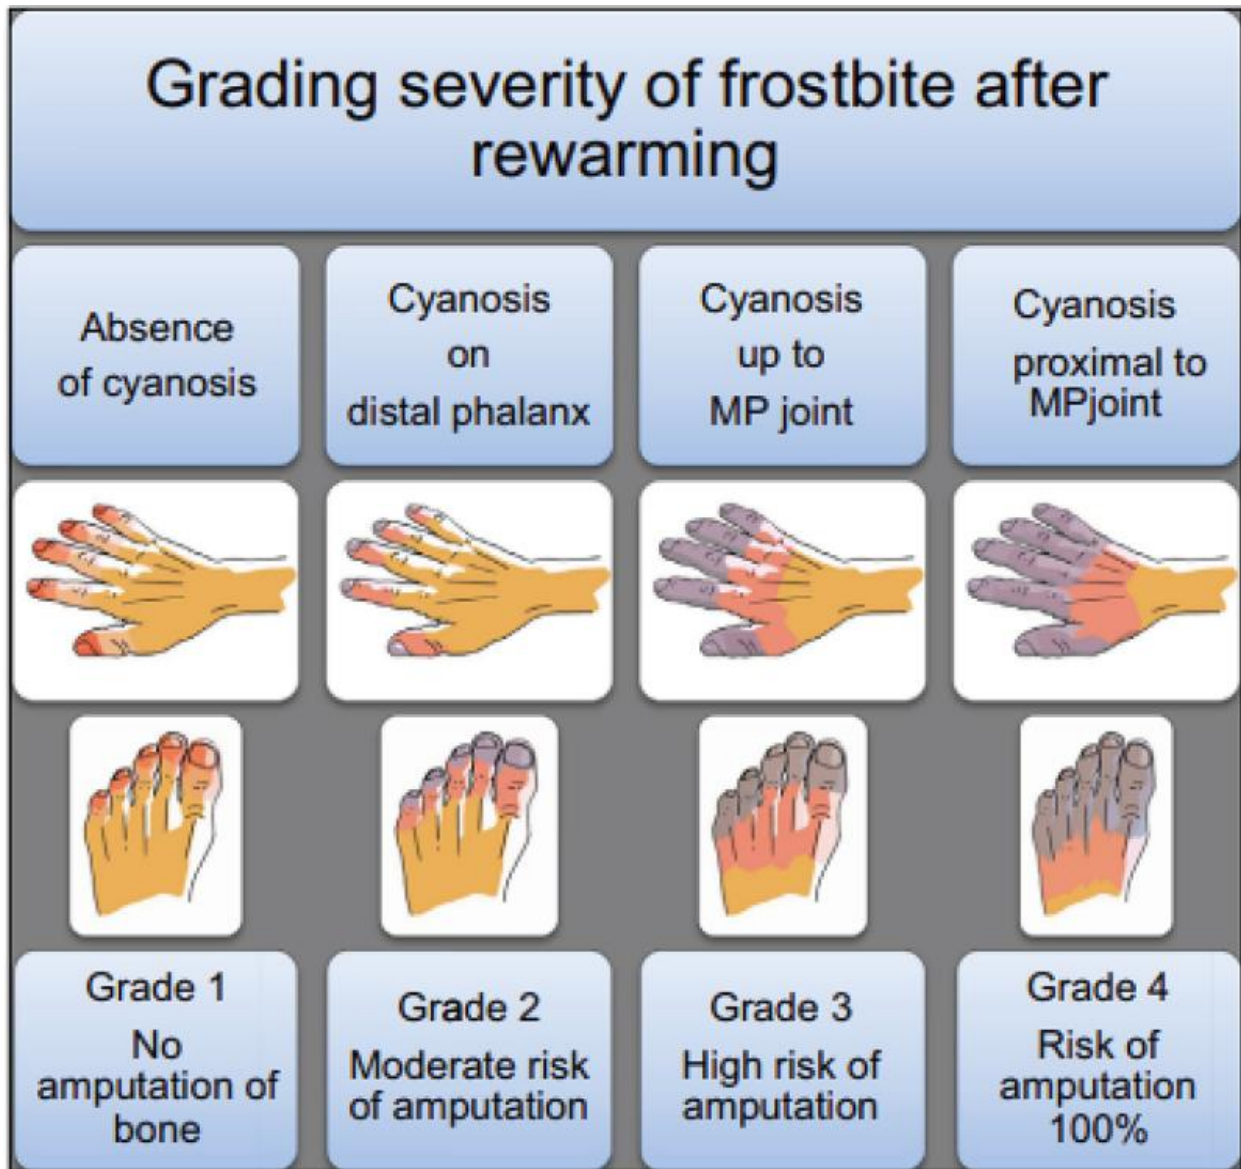 Grading severity of frostbite after
rewarming
Absence
of cyanosis
Cyanosis
on
distal phalanx
Cyanosis
up to
MP joint
Cyanosis
proximal to
MPjoint
Grade 1
No
amputation of
bone
Grade 2
Moderate risk
of amputation
Grade 3
High risk of
amputation
Grade 4
Risk of
amputation
100%